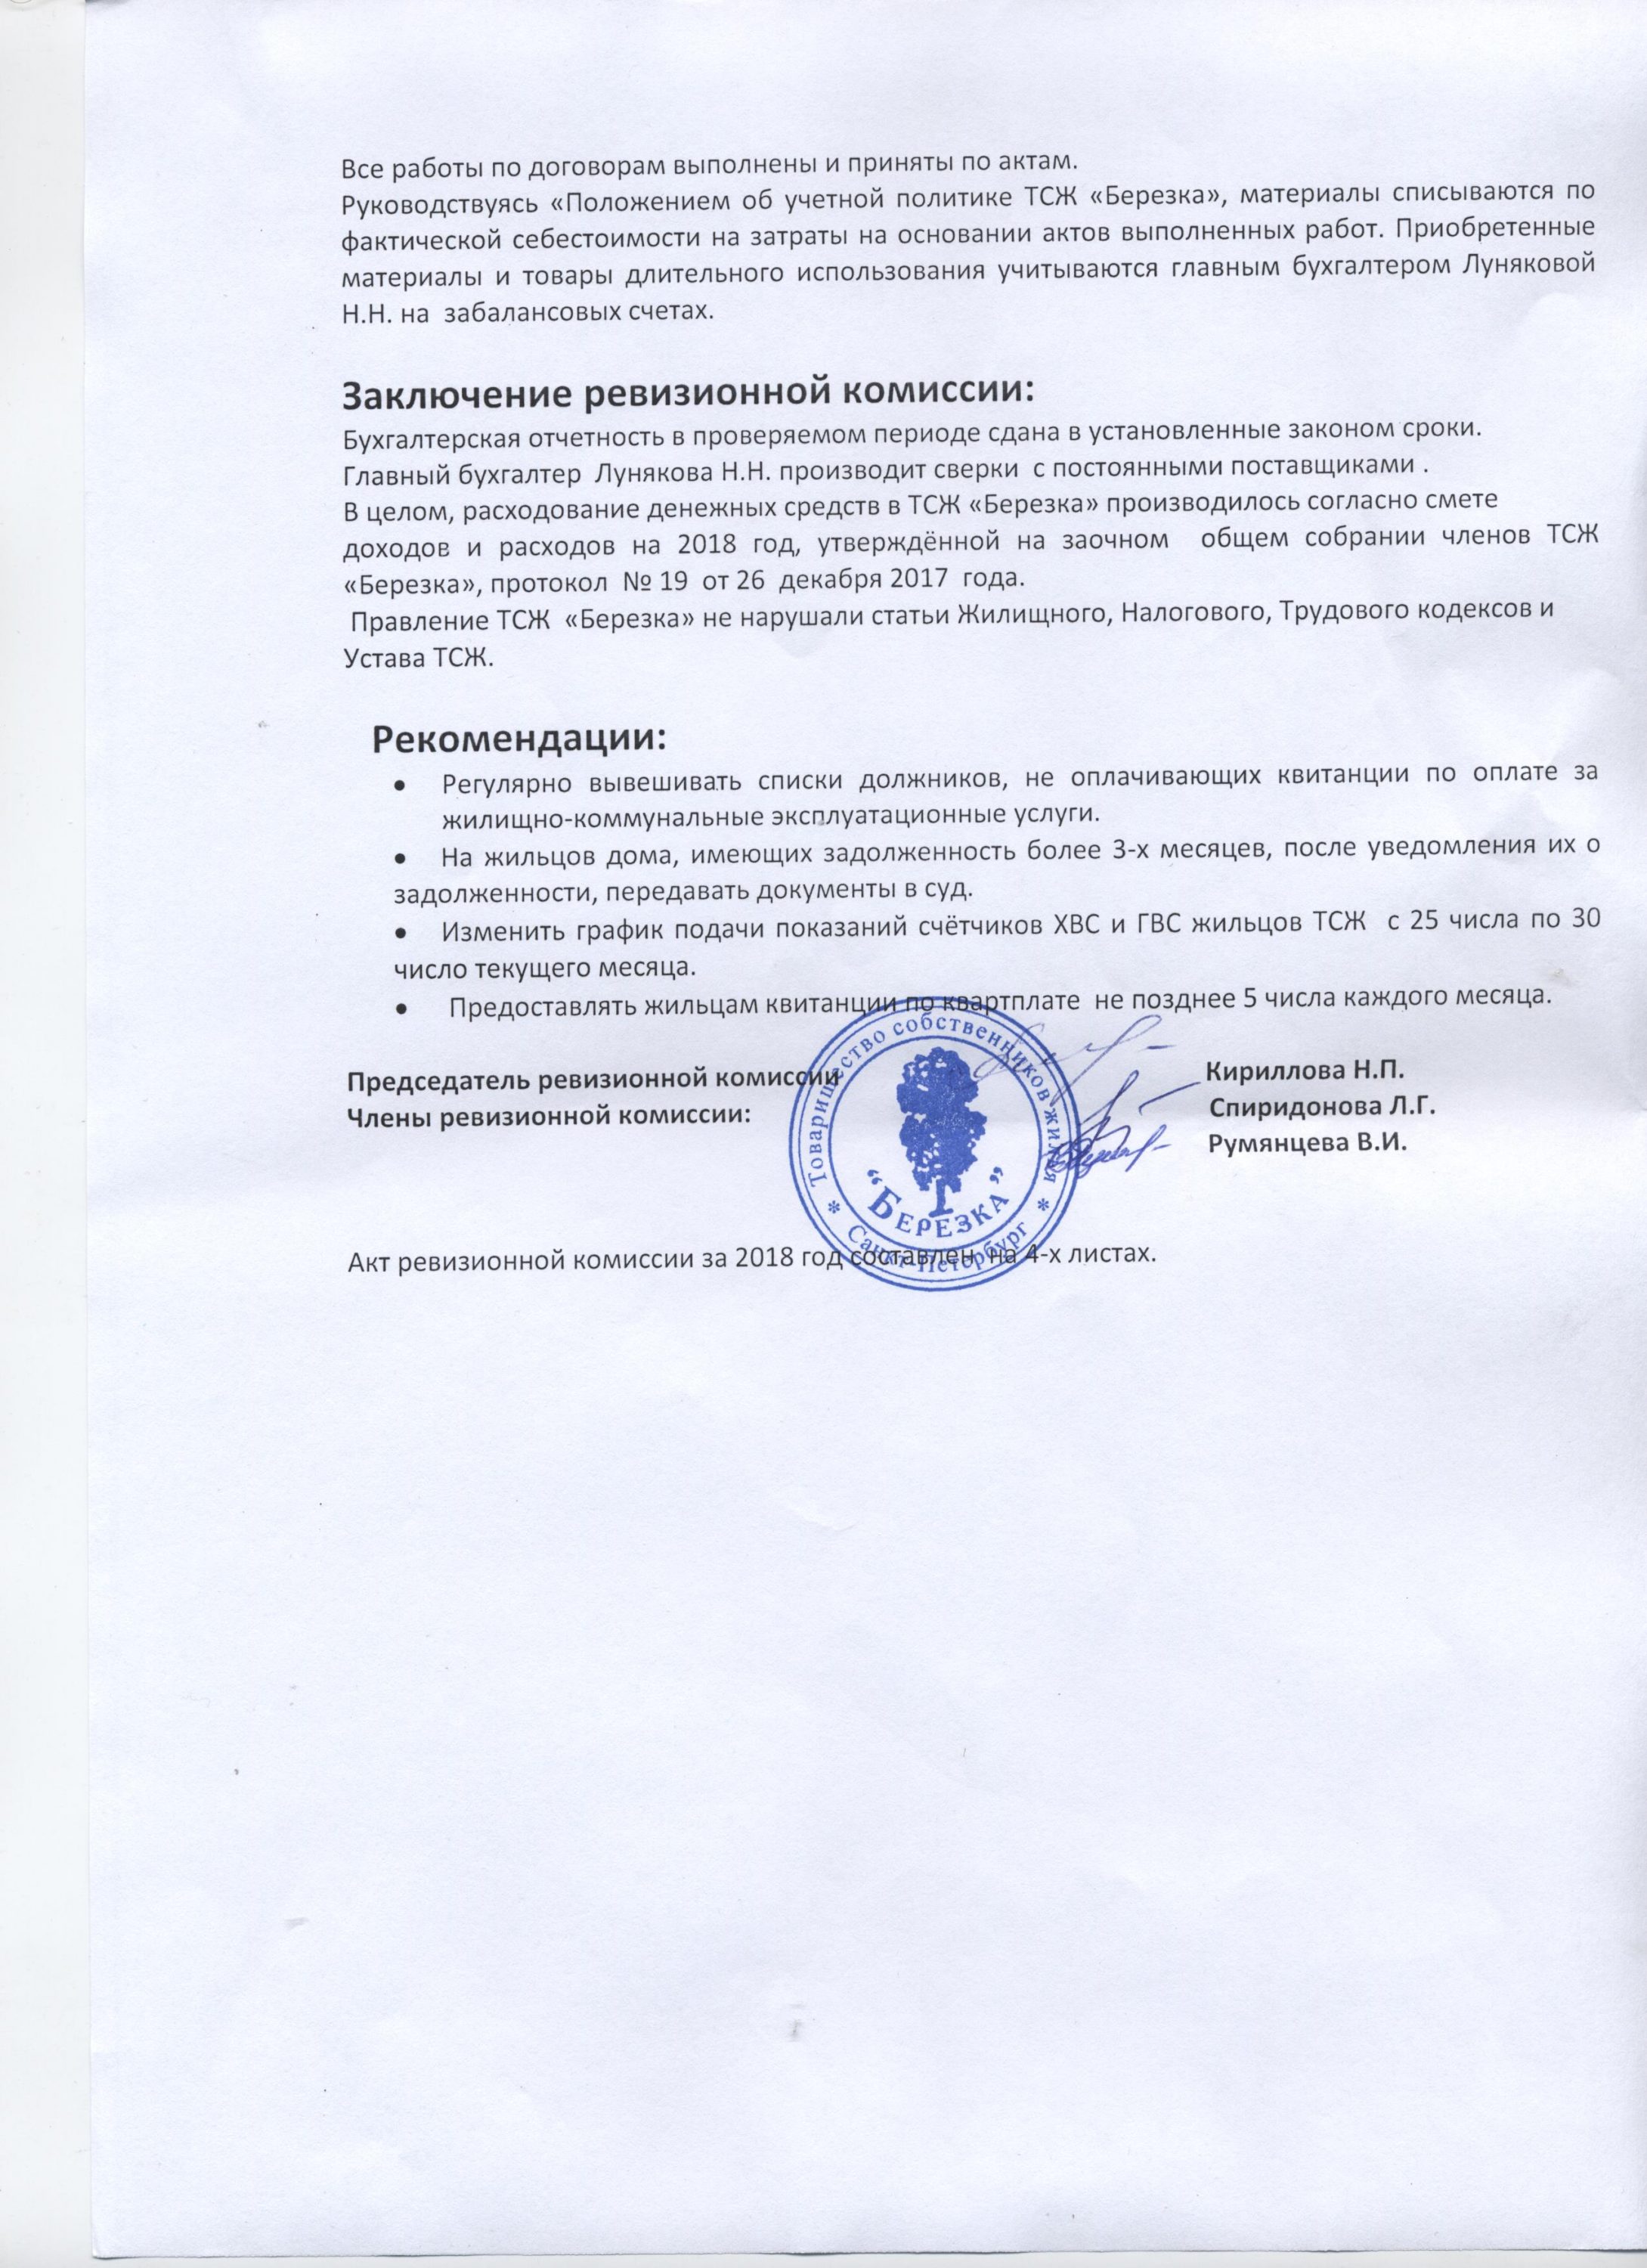 Все работы по договорам выполнены и приняты по актам.
Руководствуясь «Положением об учетной политике ТСЖ «Березка», материалы списываются по
фактической себестоимости на затраты на основании актов выполненных работ. Приобретенные
материалы и товары длительного использования учитываются главным бухгалтером Луняковой
Н.Н. на забалансовых счетах.
Заключение ревизионной комиссии:
Бухгалтерская отчетность в проверяемом периоде сдана в установленные законом сроки.
Главный бухгалтер Лунякова Н.Н. производит сверки с постоянными поставщиками .
В целом, расходование денежных средств в ТСЖ «Березка» производилось согласно смете
доходов и расходов на 2018 год, утверждённой на заочном общем собрании членов ТСЖ
«Березка», протокол № 19 от 26 декабря 2017 года.
Правление ТСЖ «Березка» не нарушали статьи Жилищного, Налогового, Трудового кодексов и
Устава ТСЖ.
Рекомендации:
• Регулярно вывешивать списки должников, не оплачивающих квитанции по оплате за
жилищно-коммунальные эксплуатационные услуги.
• На жильцов дома, имеющих задолженность более 3-х месяцев, после уведомления их о
задолженности, передавать документы в суд.
• Изменить график подачи показаний счётчиков ХВС и ГВС жильцов ТСЖ с 25 числа по 30
число текущего месяца.
• Предоставлять жильцам квитанции по квартплате не позднее 5 числа каждого месяца.
Председатель ревизионной комиссии Кириллова Н.П.
Члены ревизионной комиссии: Спиридонова Л.Г.
Румянцева В.И.
Товарищество собственников жилья
"БЕРЕЗКА"
* Санкт-Петербург *
Акт ревизионной комиссии за 2018 год составлен на 4-х листах.